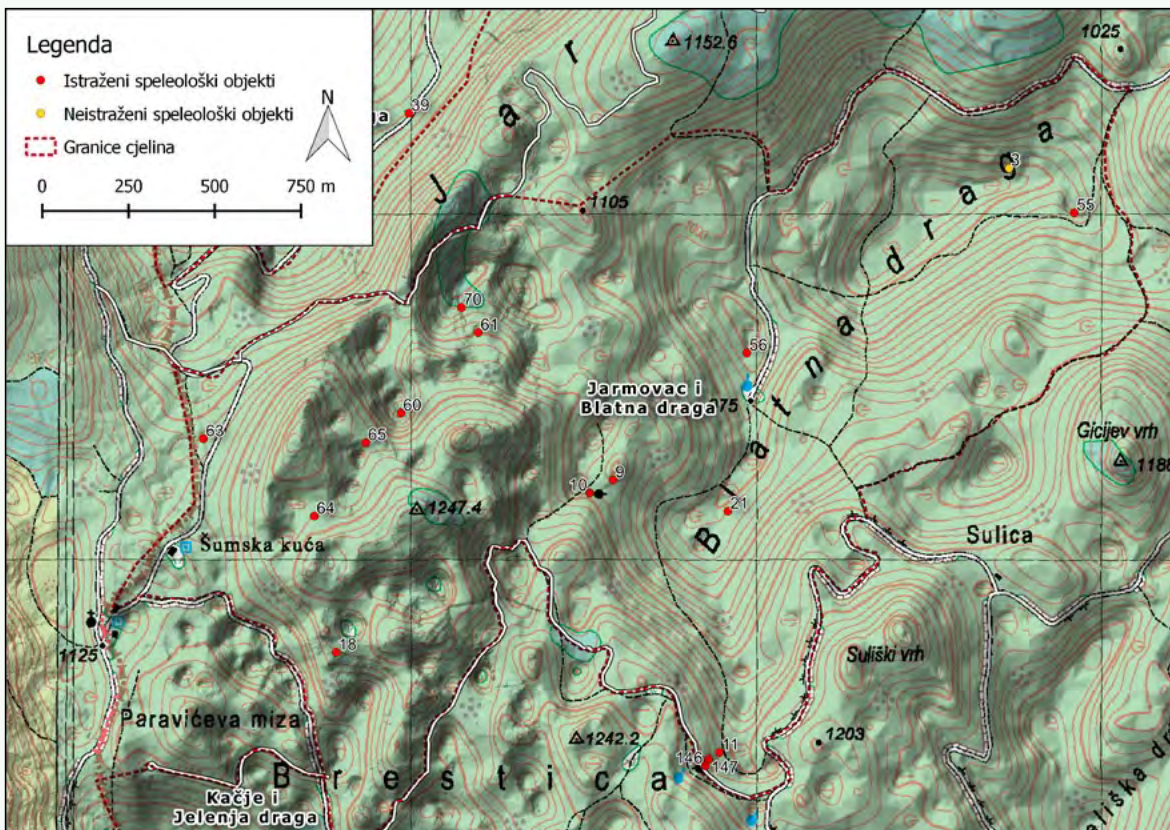 Legenda
Istraženi speleološki objekti
Neistraženi speleološki objekti
Granice cjelina
N
0 250 500 750 m
1152.6
1025
39
J a r
1105
3
55
70
61
56
Jarmovac i
Blatna draga
B l a t n a d r a g a
60
65
63
64
1247.4
9
10
21
Gicijev vrh
Sulica
Šumska kuća
1125
18
Suliški vrh
Paravićeva miza
1203
1242.2
11
146
147
B r e s t i c a
Kačje i
Jelenja draga